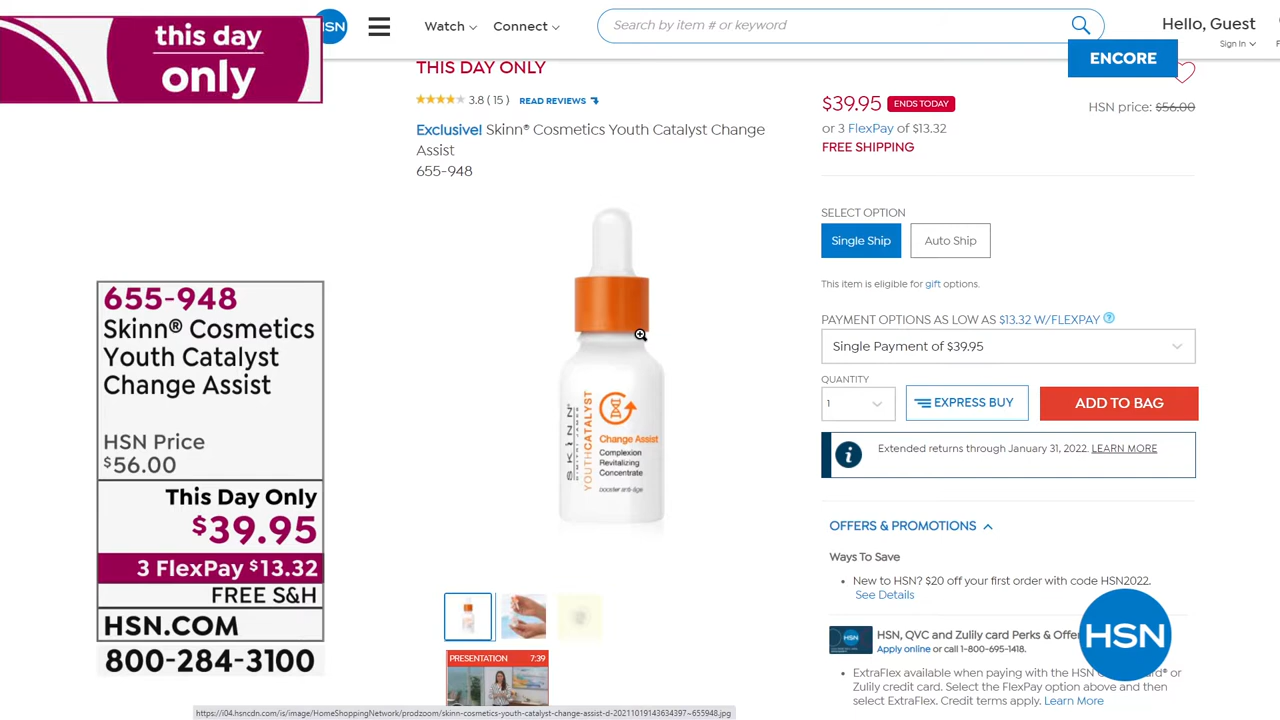 this day
only
HSN
Watch
Connect
Search by item # or keyword
Hello, Guest
Sign In
ENCORE
THIS DAY ONLY
3.8 ( 15 )
READ REVIEWS
Exclusive! Skinn® Cosmetics Youth Catalyst Change
Assist
655-948
$39.95
ENDS TODAY
HSN price: $56.00
or 3 FlexPay of $13.32
FREE SHIPPING
SELECT OPTION
Single Ship
Auto Ship
This item is eligible for gift options.
PAYMENT OPTIONS AS LOW AS $13.32 W/FLEXPAY ?
Single Payment of $39.95
QUANTITY
1
EXPRESS BUY
ADD TO BAG
i
Extended returns through January 31, 2022. LEARN MORE
OFFERS & PROMOTIONS
Ways To Save
• New to HSN? $20 off your first order with code HSN2022.
See Details
HSN
HSN, QVC and Zulily card Perks & Offe
Apply online or call 1-800-695-1418.
• ExtraFlex available when paying with the HSN
or
Zulily credit card. Select the FlexPay option above and then
select ExtraFlex. Credit terms apply. Learn More
HSN
SKINN
DIMITRI JAMES
YOUTHCATALYST
Change Assist
Complexion
Revitalizing
Concentrate
booster anti-âge
PRESENTATION 7:39
655-948
Skinn® Cosmetics
Youth Catalyst
Change Assist
HSN Price
$56.00
This Day Only
$39.95
3 FlexPay $13.32
FREE S&H
HSN.COM
800-284-3100
https://i04.hsncdn.com/is/image/HomeShoppingNetwork/prodzoom/skinn-cosmetics-youth-catalyst-change-assist-d-20211019143634397~655948.jpg